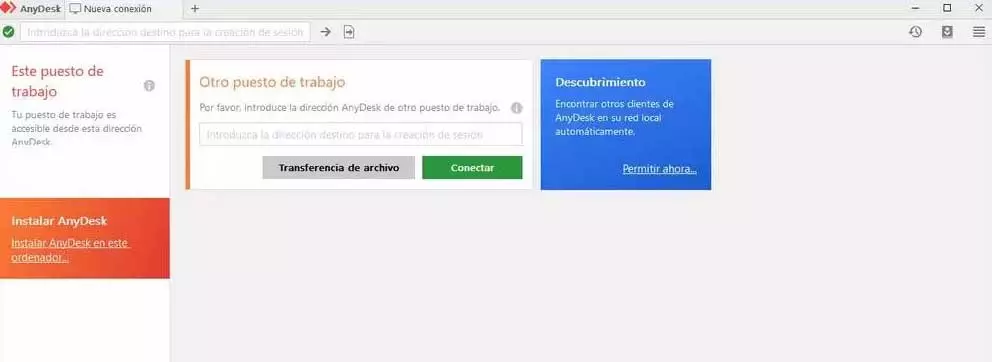 AnyDesk
Nueva conexión
Introduzca la dirección destino para la creación de sesión
Este puesto de
trabajo
Tu puesto de trabajo es
accesible desde esta dirección
AnyDesk.
Instalar AnyDesk
Instalar AnyDesk en este
ordenador...
Otro puesto de trabajo
Por favor, introduce la dirección AnyDesk de otro puesto de trabajo.
Introduzca la dirección destino para la creación de sesión
Transferencia de archivo
Conectar
Descubrimiento
Encontrar otros clientes de
AnyDesk en su red local
automáticamente.
Permitir ahora...